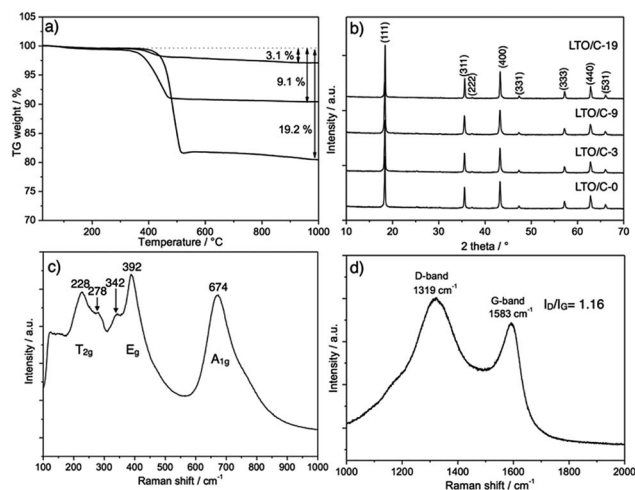 a)
3.1 %
9.1 %
19.2 %
TG weight / %
100
95
90
85
80
75
70
200 400 600 800 1000
Temperature / °C
b)
(111)
(311)
(222)
(400)
(331)
(333)
(440)
(531)
LTO/C-19
LTO/C-9
LTO/C-3
LTO/C-0
Intensity / a.u.
10 20 30 40 50 60 70
2 theta / °
c)
228
278
342
392
674
T2g
Eg
A1g
Intensity / a.u.
100 200 300 400 500 600 700 800 900 1000
Raman shift / cm-1
d)
D-band
1319 cm-1
G-band
1583 cm-1
ID/IG= 1.16
Intensity / a.u.
1000 1200 1400 1600 1800 2000
Raman shift / cm-1